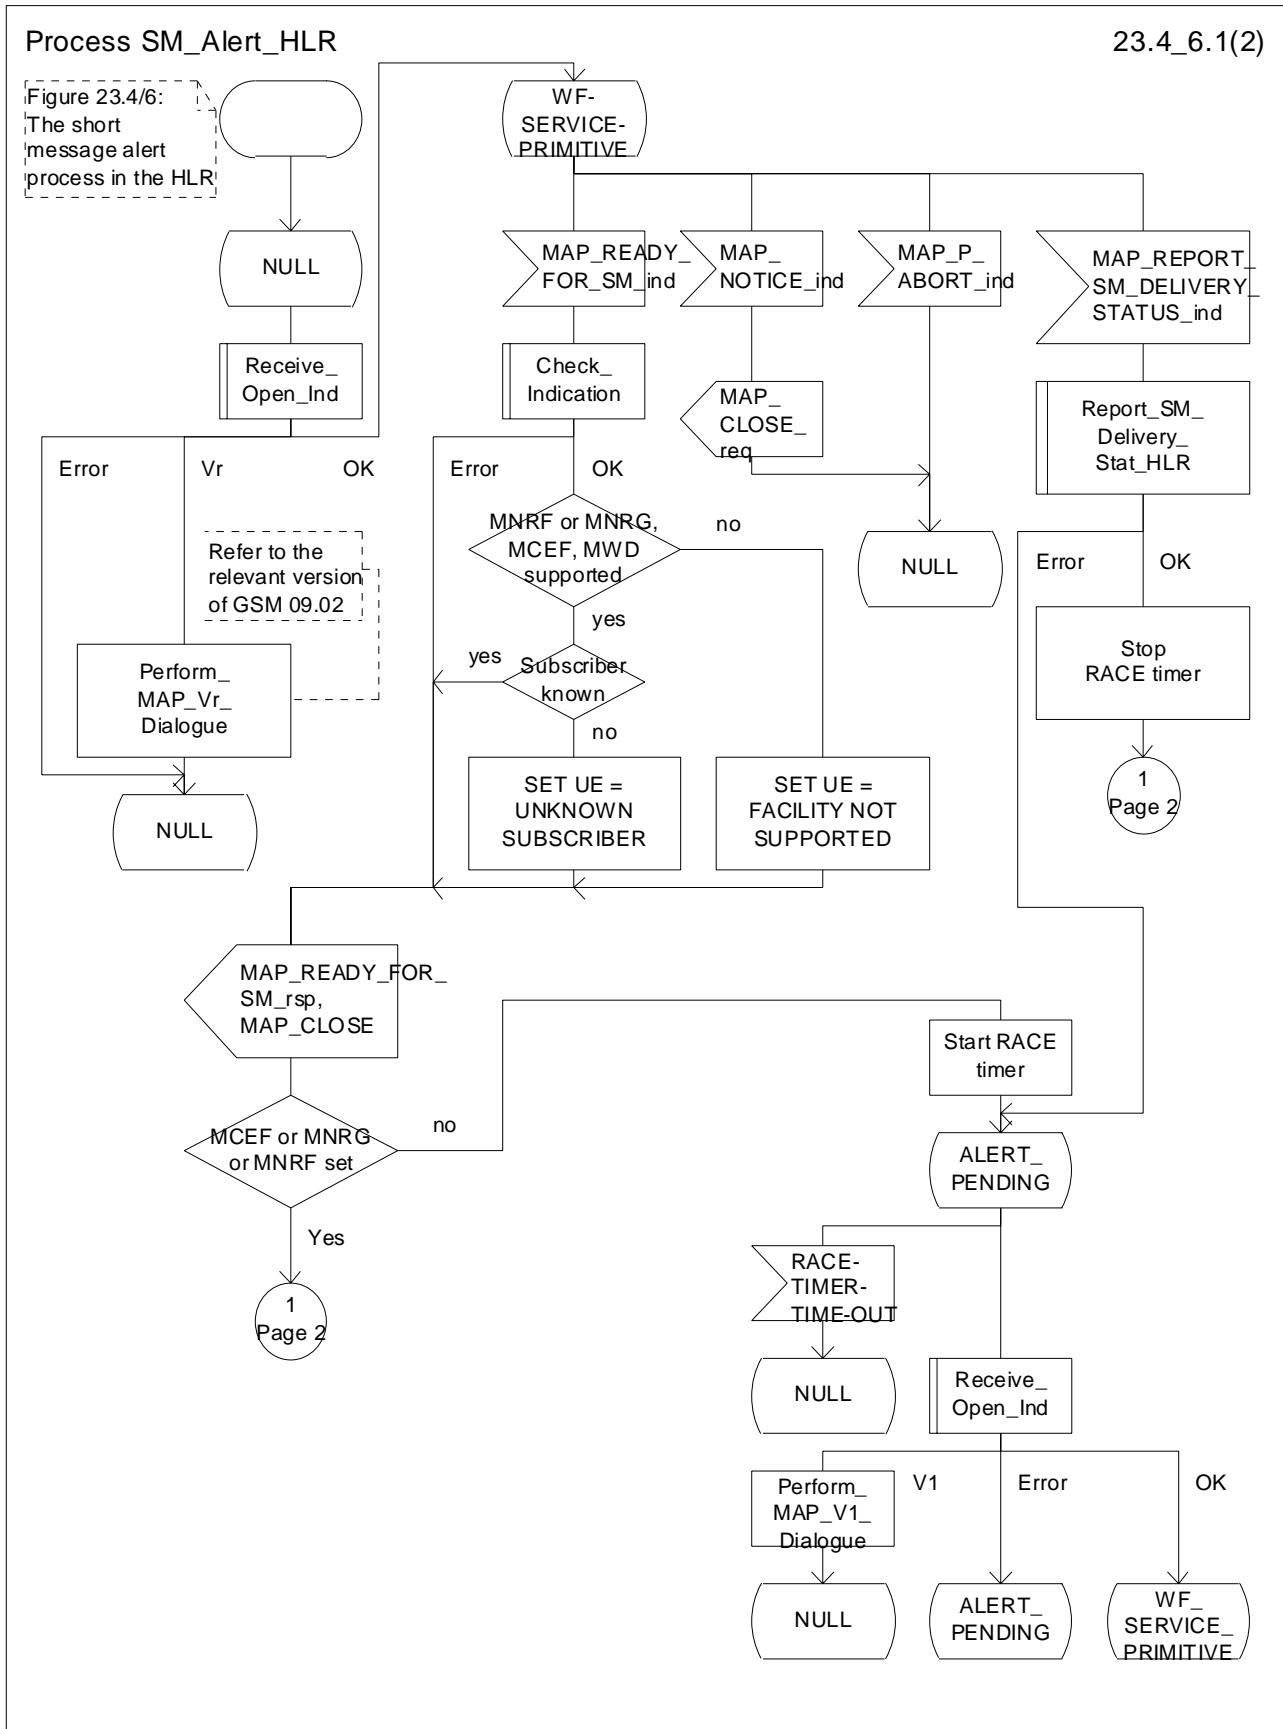 Process SM_Alert_HLR
23.4_6.1(2)
Figure 23.4/6:
The short
message alert
process in the HLR
WF-
SERVICE-
PRIMITIVE
NULL
MAP_READY_
FOR_SM_ind
MAP_
NOTICE_ind
MAP_P_
ABORT_ind
MAP_REPORT_
SM_DELIVERY_
STATUS_ind
Receive_
Open_Ind
Check_
Indication
MAP_
CLOSE_
req
Report_SM_
Delivery_
Stat_HLR
Error
Vr
OK
Error
OK
MNRF or MNRG,
MCEF, MWD
supported
no
yes
NULL
Error
OK
Refer to the
relevant version
of GSM 09.02
Perform_
MAP_Vr_
Dialogue
yes
Subscriber
known
no
Stop
RACE timer
1
Page 2
NULL
SET UE =
UNKNOWN
SUBSCRIBER
SET UE =
FACILITY NOT
SUPPORTED
MAP_READY_FOR_
SM_rsp,
MAP_CLOSE
Start RACE
timer
MCEF or MNRG
or MNRF set
no
Yes
ALERT_
PENDING
1
Page 2
RACE-
TIMER-
TIME-OUT
NULL
Receive_
Open_Ind
Perform_
MAP_V1_
Dialogue
V1
Error
OK
NULL
ALERT_
PENDING
WF_
SERVICE_
PRIMITIVE